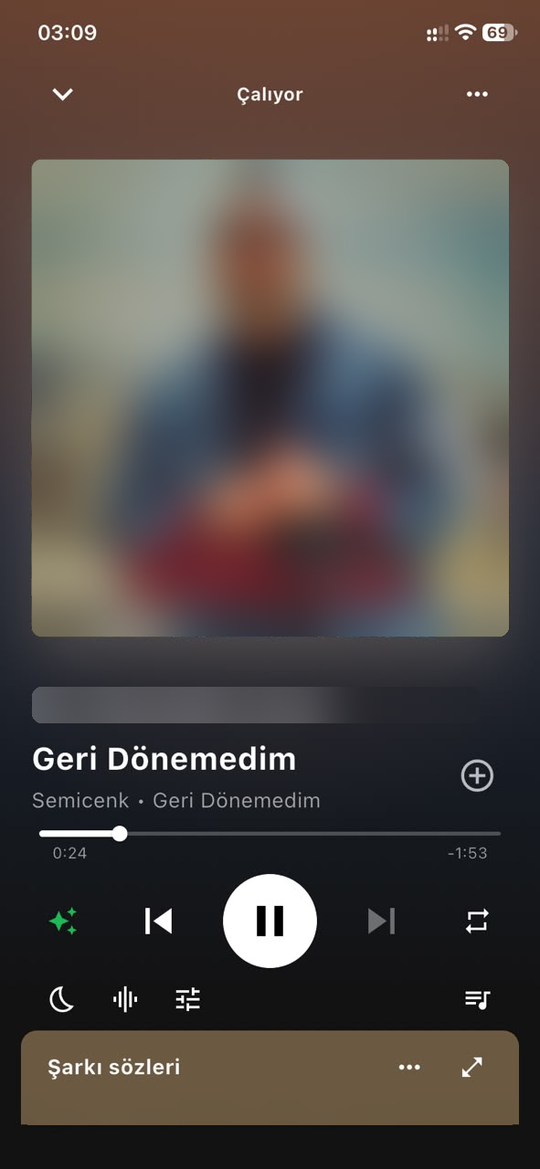 03:09
69
Çalıyor
Geri Dönemedim
Semicenk • Geri Dönemedim
0:24
-1:53
Şarkı sözleri